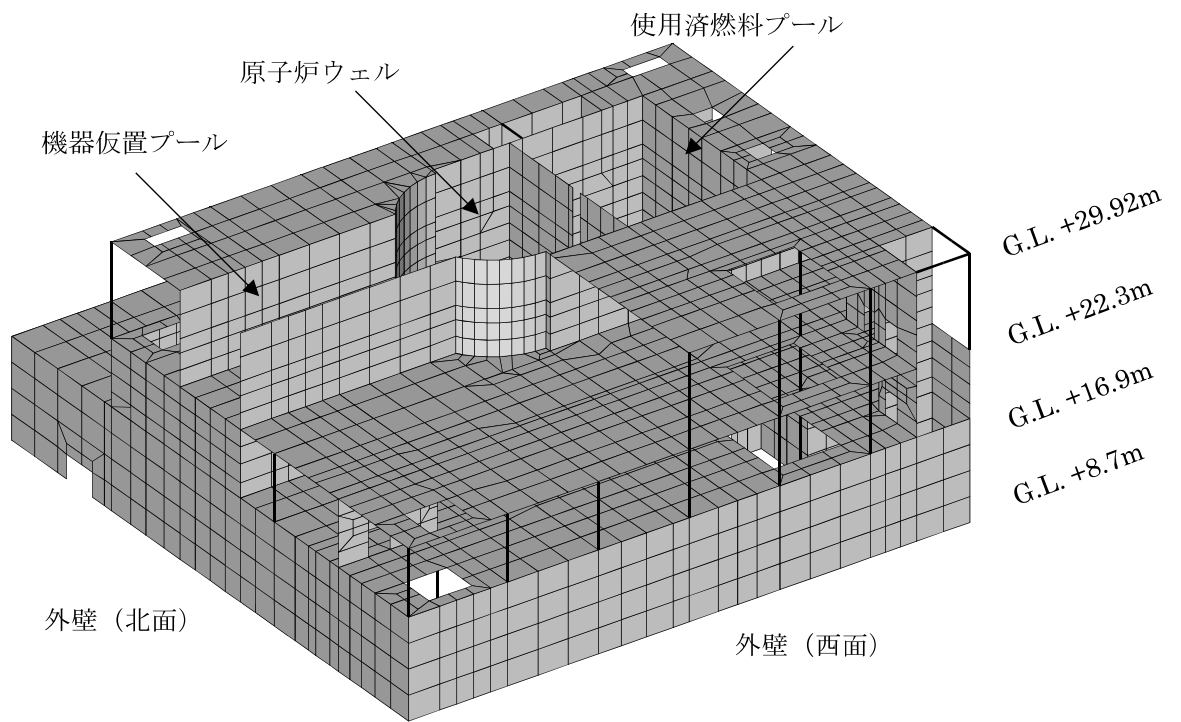 使用済燃料プール
原子炉ウェル
機器仮置プール
G.L. +29.92m
G.L. +22.3m
G.L. +16.9m
G.L. +8.7m
外壁（北面）
外壁（西面）